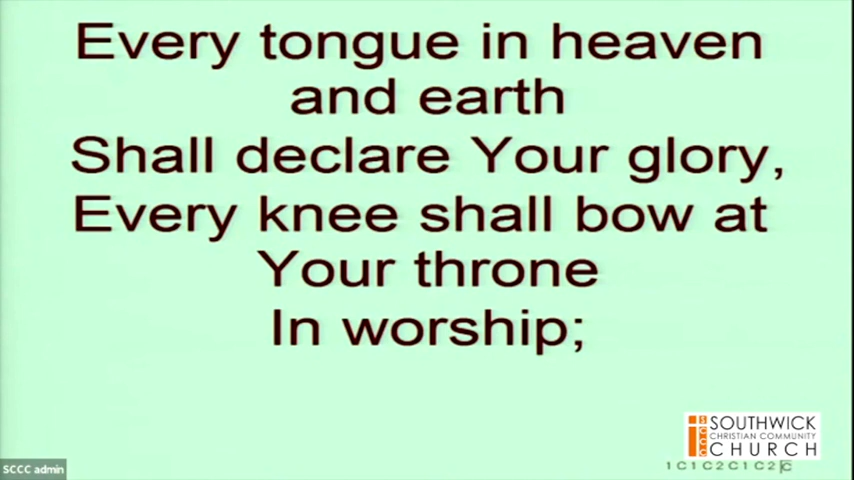 Every tongue in heaven
and earth
Shall declare Your glory,
Every knee shall bow at
Your throne
In worship;
SOUTHWICK
CHRISTIAN COMMUNITY
CHURCH
SCCC admin
1C1C2C1C2